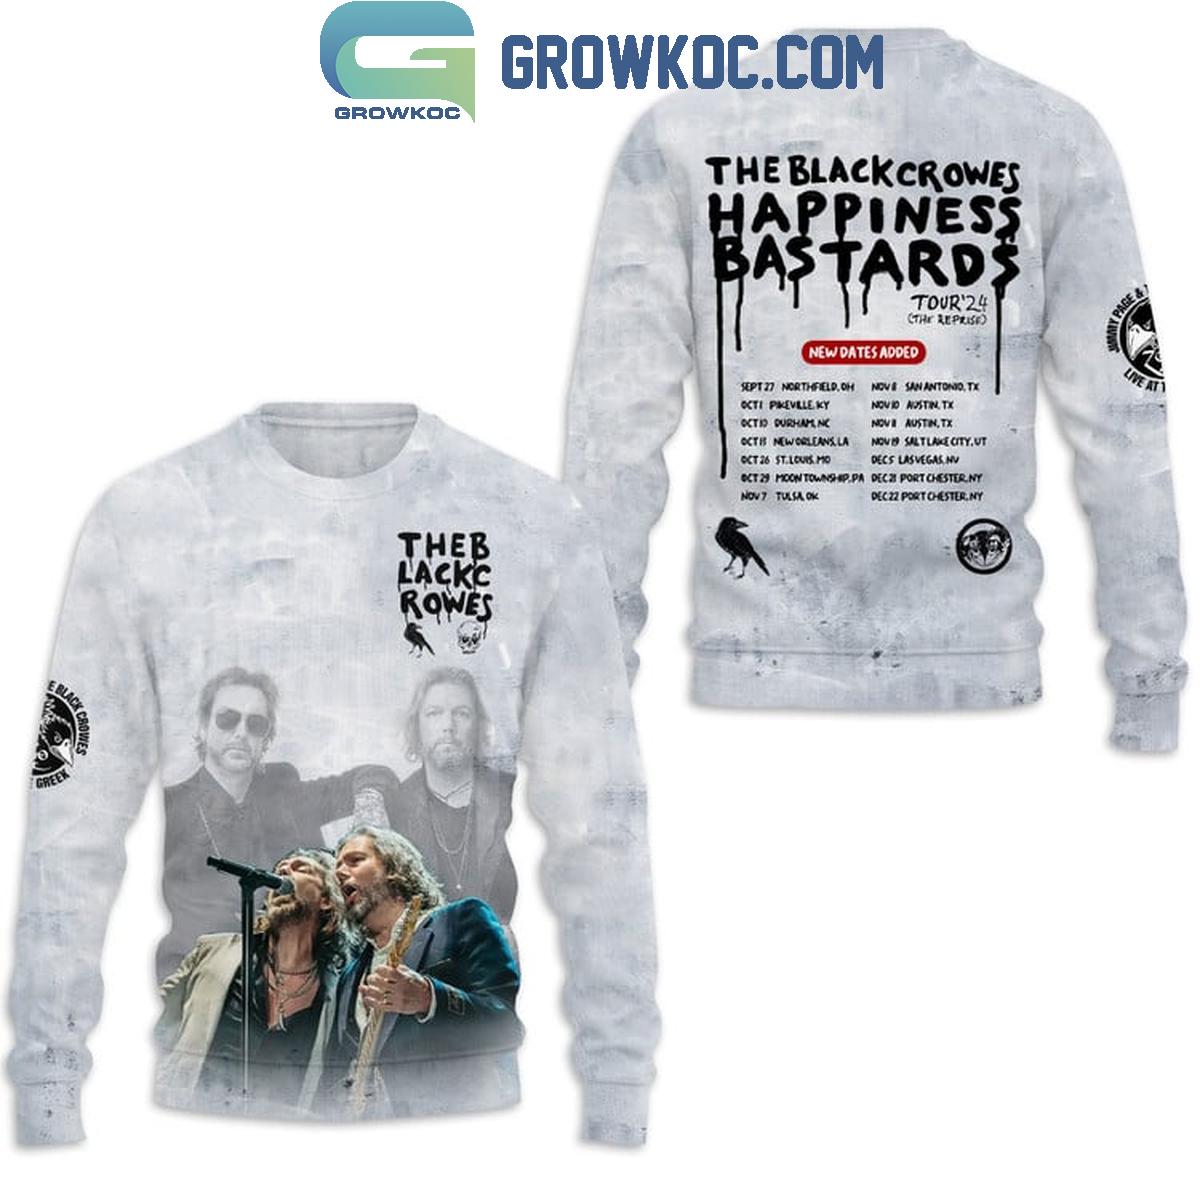 GROWKOC
GROWKOC.COM
THE BLACK CROWES
HAPPINESS
BASTARDS
TOUR '24
(THE REPRISE)
NEW DATES ADDED
SEPT 27 NORTHFIELD, OH
OCT 1 PIKEVILLE, KY
OCT 10 DURHAM, NC
OCT 13 NEW ORLEANS, LA
OCT 26 ST. LOUIS, MO
OCT 29 MOON TOWNSHIP, PA
NOV 7 TULSA, OK
NOV 8 SAN ANTONIO, TX
NOV 10 AUSTIN, TX
NOV 11 AUSTIN, TX
NOV 19 SALT LAKE CITY, UT
DEC 5 LAS VEGAS, NV
DEC 21 PORT CHESTER, NY
DEC 22 PORT CHESTER, NY
JIMMY PAGE &
LIVE AT
THE B
LACK C
ROWES
E BLACK CROWES
GREEK